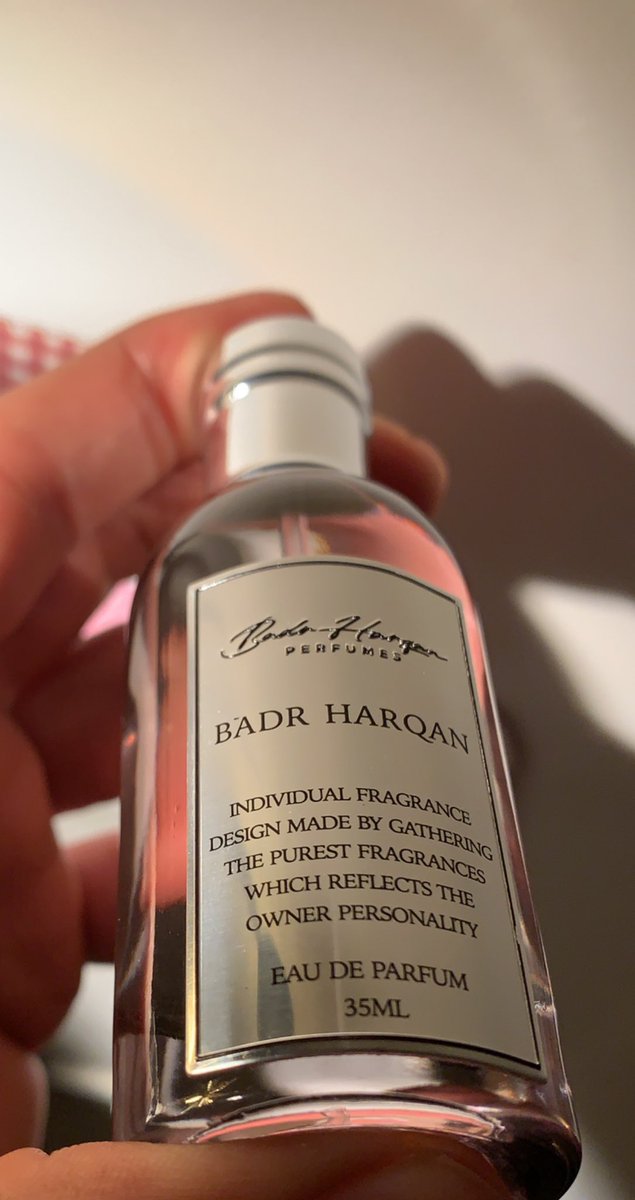 Badr Harqan
PERFUMES
BADR HARQAN
INDIVIDUAL FRAGRANCE
DESIGN MADE BY GATHERING
THE PUREST FRAGRANCES
WHICH REFLECTS THE
OWNER PERSONALITY
EAU DE PARFUM
35ML